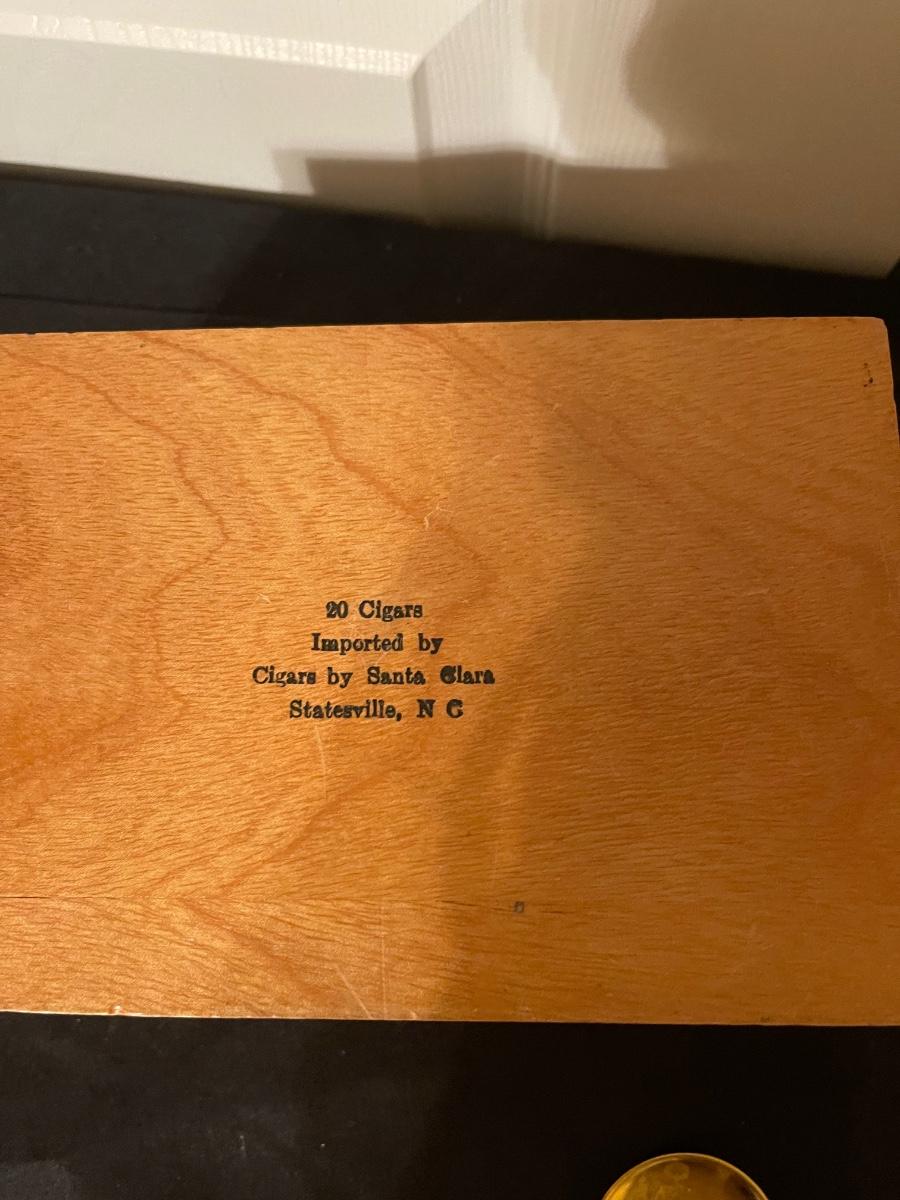 20 Cigars
Imported by
Cigars by Santa Clara
Statesville, N C